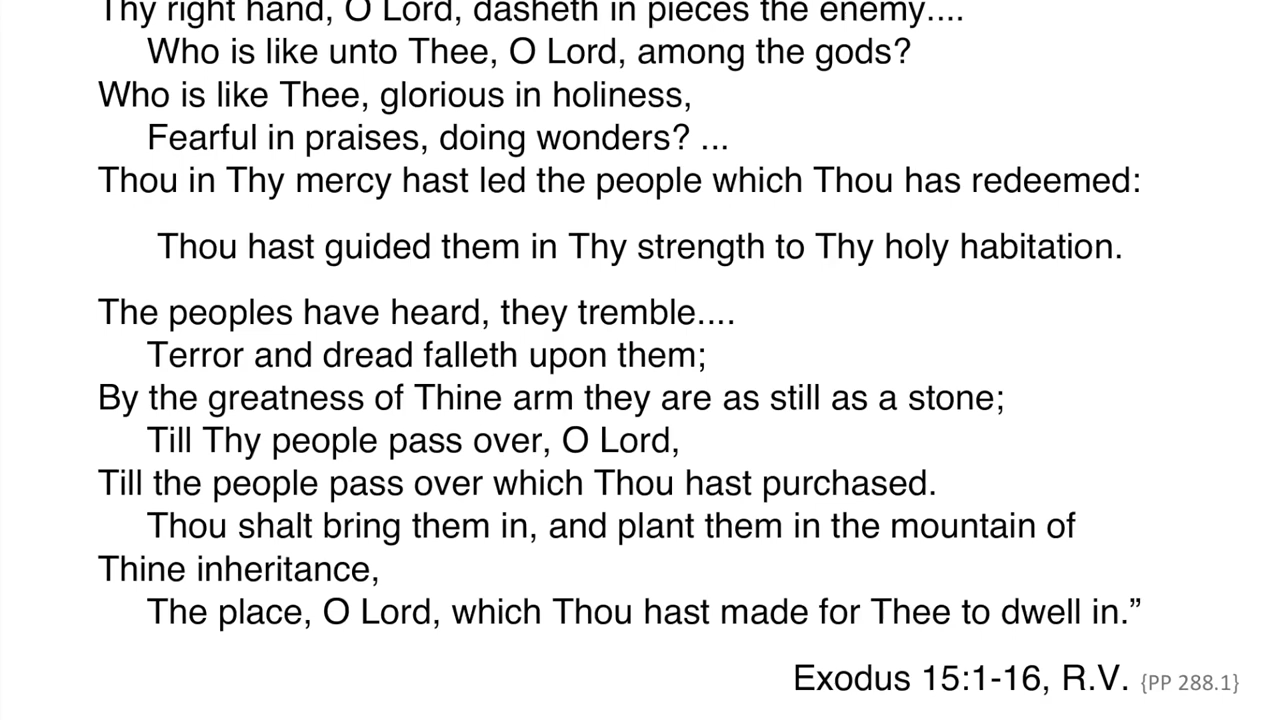 Thy right hand, O Lord, dasheth in pieces the enemy....
Who is like unto Thee, O Lord, among the gods?
Who is like Thee, glorious in holiness,
Fearful in praises, doing wonders? ...
Thou in Thy mercy hast led the people which Thou has redeemed:
Thou hast guided them in Thy strength to Thy holy habitation.
The peoples have heard, they tremble....
Terror and dread falleth upon them;
By the greatness of Thine arm they are as still as a stone;
Till Thy people pass over, O Lord,
Till the people pass over which Thou hast purchased.
Thou shalt bring them in, and plant them in the mountain of
Thine inheritance,
The place, O Lord, which Thou hast made for Thee to dwell in.”
Exodus 15:1-16, R.V. {PP 288.1}